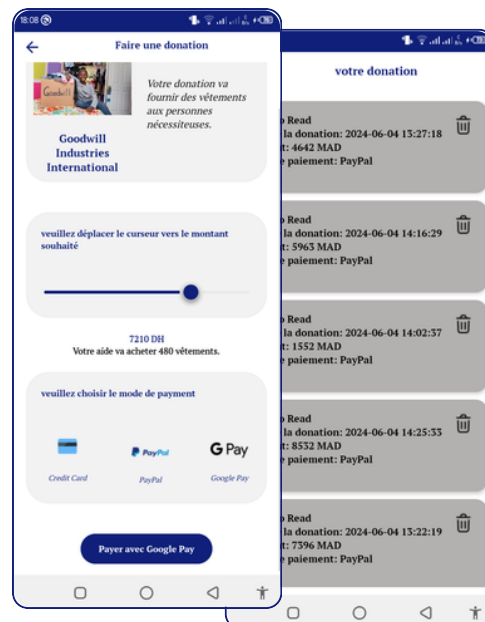 18:08
Faire une donation
Goodwill
Votre donation va
fournir des vêtements
aux personnes
nécessiteuses.
Goodwill
Industries
International
veuillez déplacer le curseur vers le montant
souhaité
7210 DH
Votre aide va acheter 480 vêtements.
veuillez choisir le mode de payment
PayPal
G Pay
Credit Card
PayPal
Google Pay
Payer avec Google Pay
votre donation
Read
la donation: 2024-06-04 13:27:18
t: 4642 MAD
paiement: PayPal
Read
la donation: 2024-06-04 14:16:29
t: 5963 MAD
paiement: PayPal
Read
la donation: 2024-06-04 14:02:37
t: 1552 MAD
paiement: PayPal
Read
la donation: 2024-06-04 14:25:33
t: 8532 MAD
paiement: PayPal
Read
la donation: 2024-06-04 13:22:19
t: 7396 MAD
paiement: PayPal